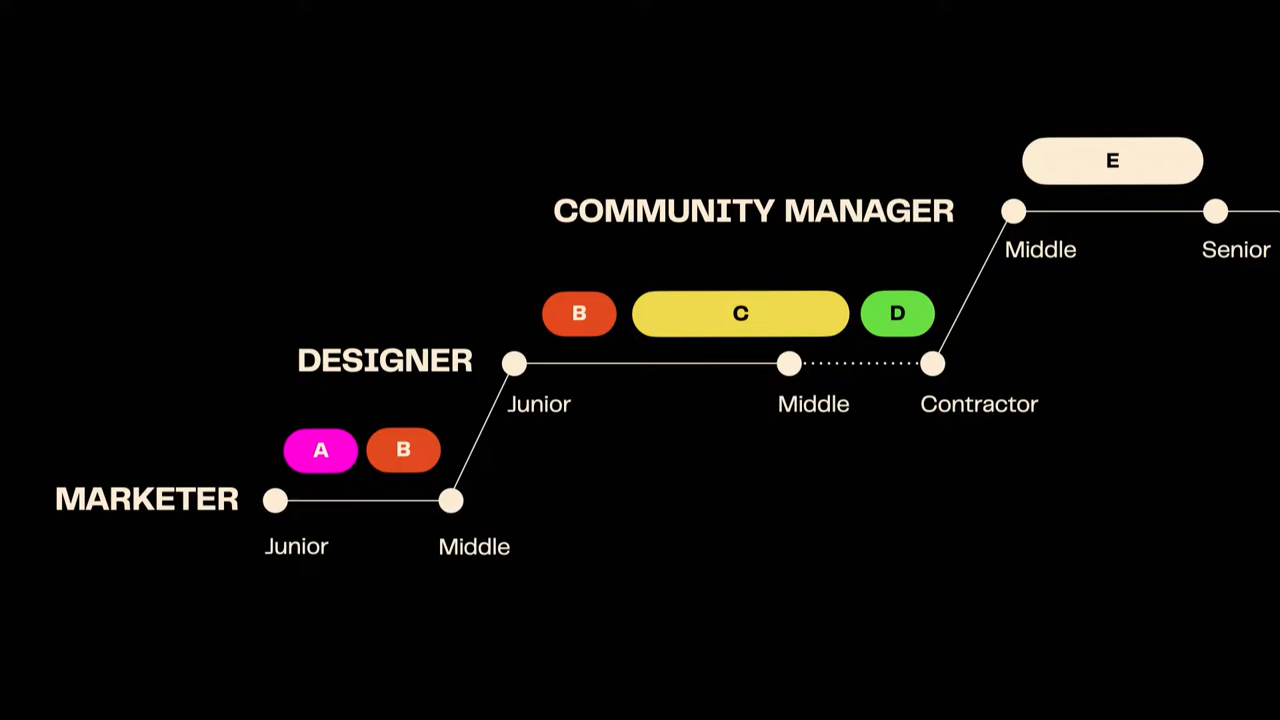 E
COMMUNITY MANAGER
Middle
Senior
B
C
D
DESIGNER
Junior
Middle
Contractor
A
B
MARKETER
Junior
Middle